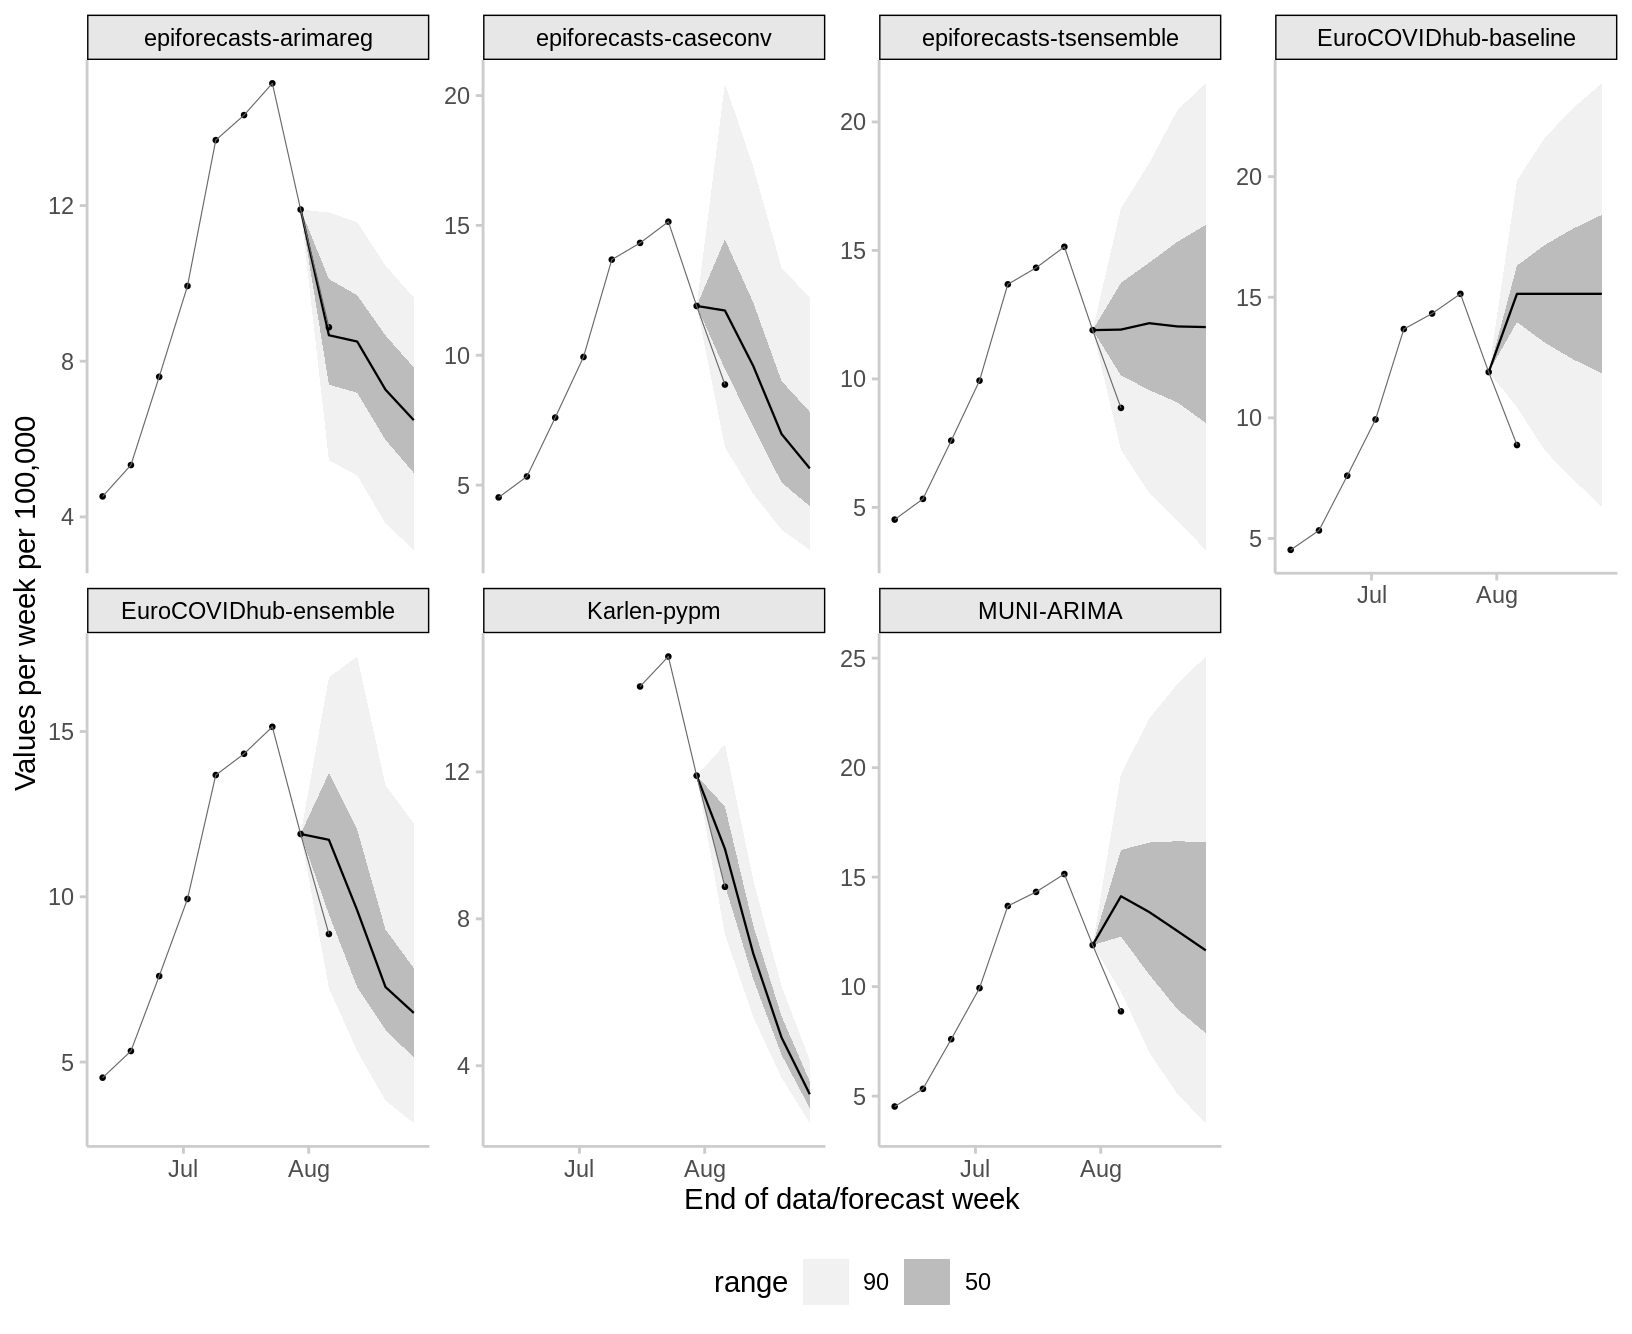 epiforecasts-arimareg
epiforecasts-caseconv
epiforecasts-tsensemble
EuroCOVIDhub-baseline
12
8
4
20
15
10
5
20
15
10
5
20
15
10
5
Jul
Aug
Values per week per 100,000
EuroCOVIDhub-ensemble
Karlen-pypm
MUNI-ARIMA
15
10
5
12
8
4
25
20
15
10
5
Jul
Aug
Jul
Aug
Jul
Aug
End of data/forecast week
range
90
50